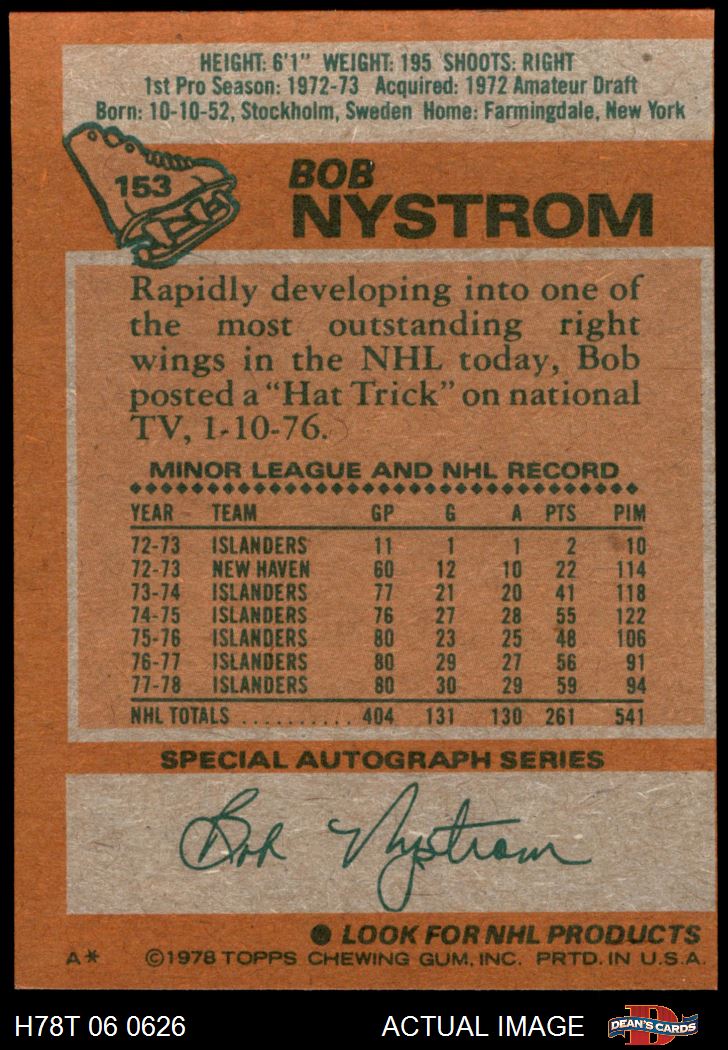 HEIGHT: 6'1" WEIGHT: 195 SHOOTS: RIGHT
1st Pro Season: 1972-73 Acquired: 1972 Amateur Draft
Born: 10-10-52, Stockholm, Sweden Home: Farmingdale, New York
153
BOB
NYSTROM
Rapidly developing into one of
the most outstanding right
wings in the NHL today, Bob
posted a "Hat Trick" on national
TV, 1-10-76.
MINOR LEAGUE AND NHL RECORD
YEAR TEAM GP G A PTS PIM
72-73 ISLANDERS 11 1 1 2 10
72-73 NEW HAVEN 60 12 10 22 114
73-74 ISLANDERS 77 21 20 41 118
74-75 ISLANDERS 76 27 28 55 122
75-76 ISLANDERS 80 23 25 48 106
76-77 ISLANDERS 80 29 27 56 91
77-78 ISLANDERS 80 30 29 59 94
NHL TOTALS .......... 404 131 130 261 541
SPECIAL AUTOGRAPH SERIES
Bob Nystrom
● LOOK FOR NHL PRODUCTS
A* ©1978 TOPPS CHEWING GUM, INC. PRTD. IN U.S.A.
H78T 06 0626 ACTUAL IMAGE D DEAN'S CARDS